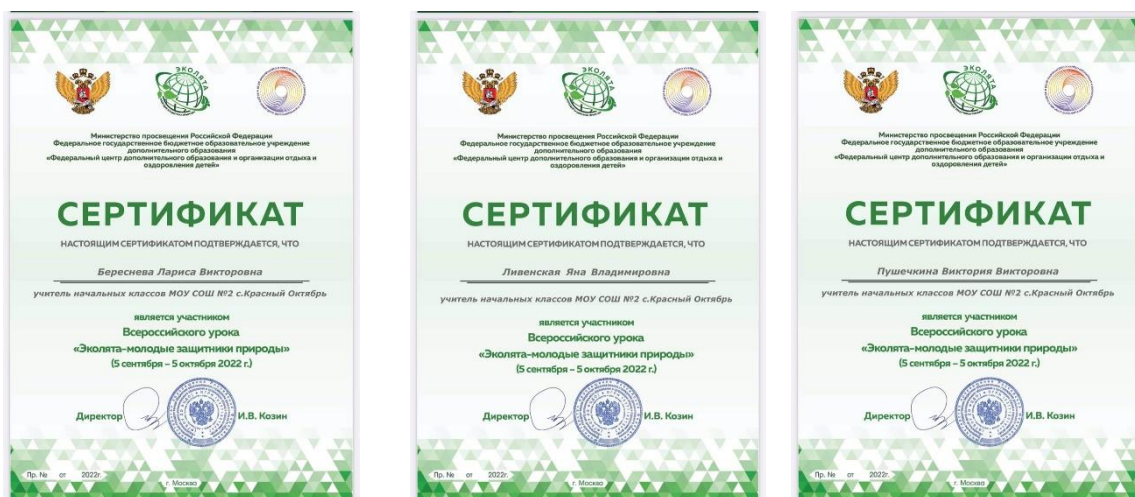 ЭКОЛЯТА
Министерство просвещения Российской Федерации
Федеральное государственное бюджетное образовательное учреждение
дополнительного образования
«Федеральный центр дополнительного образования и организации отдыха и
оздоровления детей»
СЕРТИФИКАТ
НАСТОЯЩИМ СЕРТИФИКАТОМ ПОДТВЕРЖДАЕТСЯ, ЧТО
Береснева Лариса Викторовна
учитель начальных классов МОУ СОШ №2 с.Красный Октябрь
является участником
Всероссийского урока
«Эколята-молодые защитники природы»
(5 сентября – 5 октября 2022 г.)
Директор И.В. Козин
Пр. № от 2022г.
г. Москва
ЭКОЛЯТА
Министерство просвещения Российской Федерации
Федеральное государственное бюджетное образовательное учреждение
дополнительного образования
«Федеральный центр дополнительного образования и организации отдыха и
оздоровления детей»
СЕРТИФИКАТ
НАСТОЯЩИМ СЕРТИФИКАТОМ ПОДТВЕРЖДАЕТСЯ, ЧТО
Ливенская Яна Владимировна
учитель начальных классов МОУ СОШ №2 с.Красный Октябрь
является участником
Всероссийского урока
«Эколята-молодые защитники природы»
(5 сентября – 5 октября 2022 г.)
Директор И.В. Козин
Пр. № от 2022г.
г. Москва
ЭКОЛЯТА
Министерство просвещения Российской Федерации
Федеральное государственное бюджетное образовательное учреждение
дополнительного образования
«Федеральный центр дополнительного образования и организации отдыха и
оздоровления детей»
СЕРТИФИКАТ
НАСТОЯЩИМ СЕРТИФИКАТОМ ПОДТВЕРЖДАЕТСЯ, ЧТО
Пушечкина Виктория Викторовна
учитель начальных классов МОУ СОШ №2 с.Красный Октябрь
является участником
Всероссийского урока
«Эколята-молодые защитники природы»
(5 сентября – 5 октября 2022 г.)
Директор И.В. Козин
Пр. № от 2022г.
г. Москва